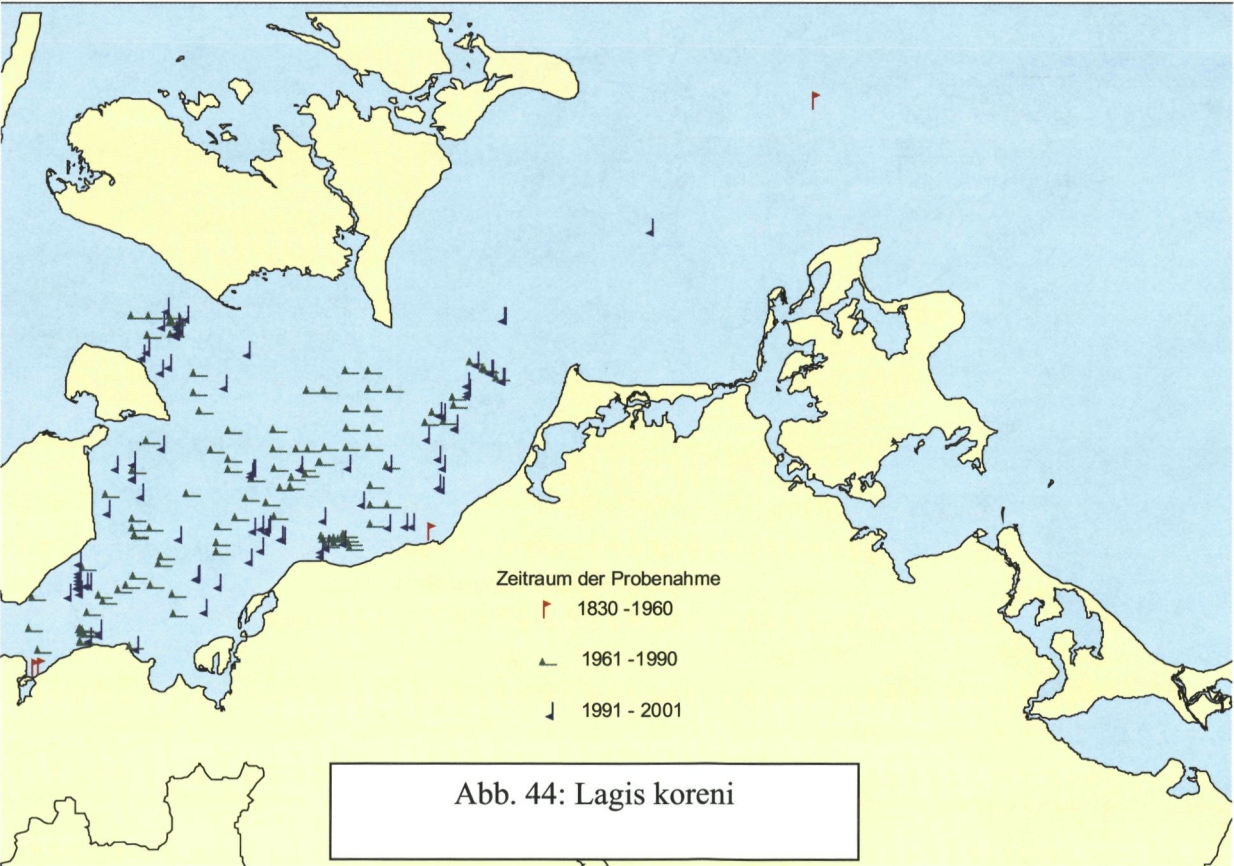 Zeitraum der Probenahme
1830 -1960
1961 -1990
1991 - 2001
Abb. 44: Lagis koreni